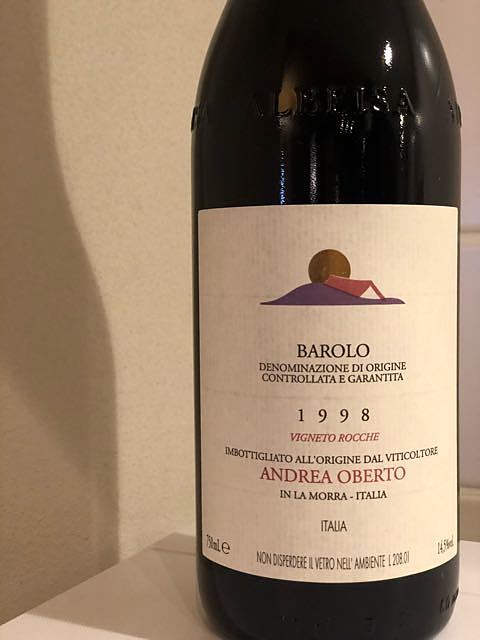 ALBEISA
BAROLO
DENOMINAZIONE DI ORIGINE
CONTROLLATA E GARANTITA
1998
VIGNETO ROCCHE
IMBOTTIGLIATO ALL'ORIGINE DAL VITICOLTORE
ANDREA OBERTO
IN LA MORRA - ITALIA
ITALIA
750mL e 14,5%vol.
NON DISPERDERE IL VETRO NELL' AMBIENTE L 208.01